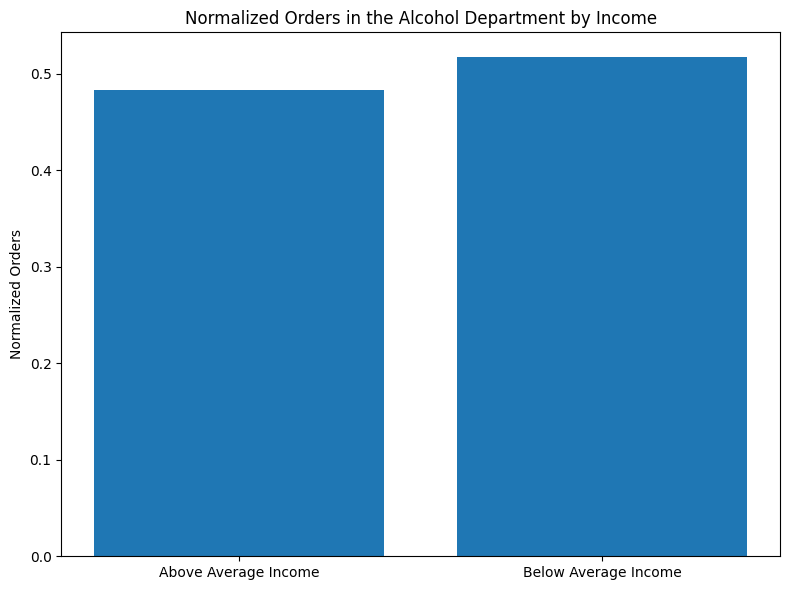 Normalized Orders in the Alcohol Department by Income
Normalized Orders
0.5
0.4
0.3
0.2
0.1
0.0
Above Average Income
Below Average Income